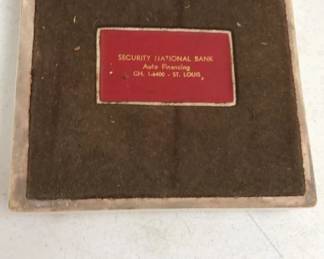 SECURITY NATIONAL BANK
Auto Financing
CH. 1-6400 - ST. LOUIS